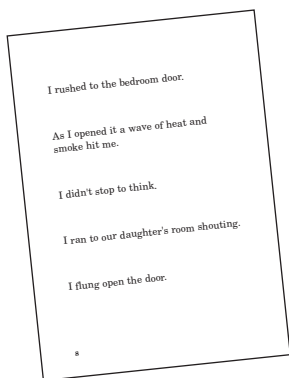 I rushed to the bedroom door.
As I opened it a wave of heat and
smoke hit me.
I didn't stop to think.
I ran to our daughter's room shouting.
I flung open the door.
8